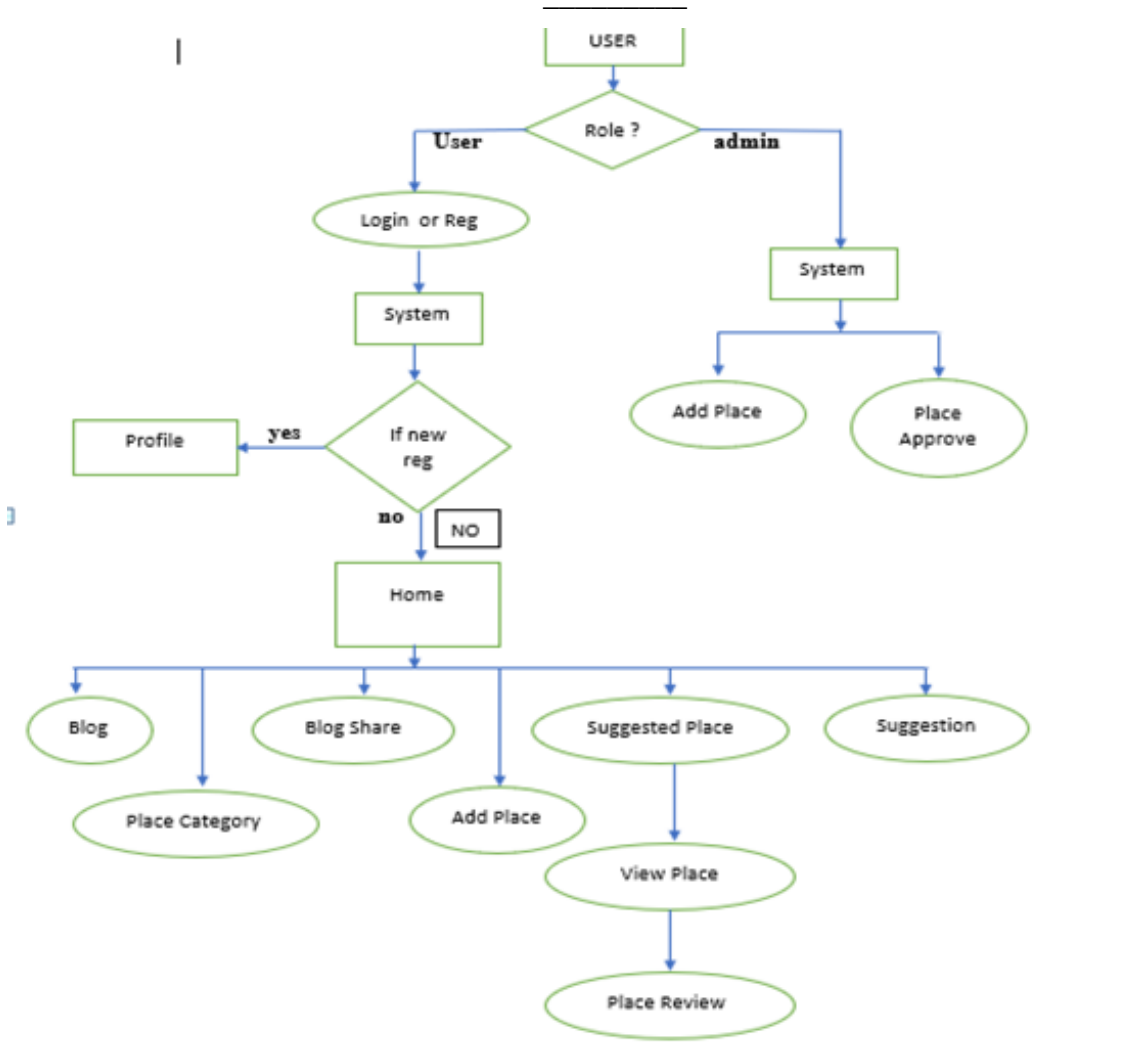 USER
Role ?
User
admin
Login or Reg
System
System
Add Place
Place
Approve
Profile
yes
If new
reg
no
NO
Home
Blog
Blog Share
Suggested Place
Suggestion
Place Category
Add Place
View Place
Place Review